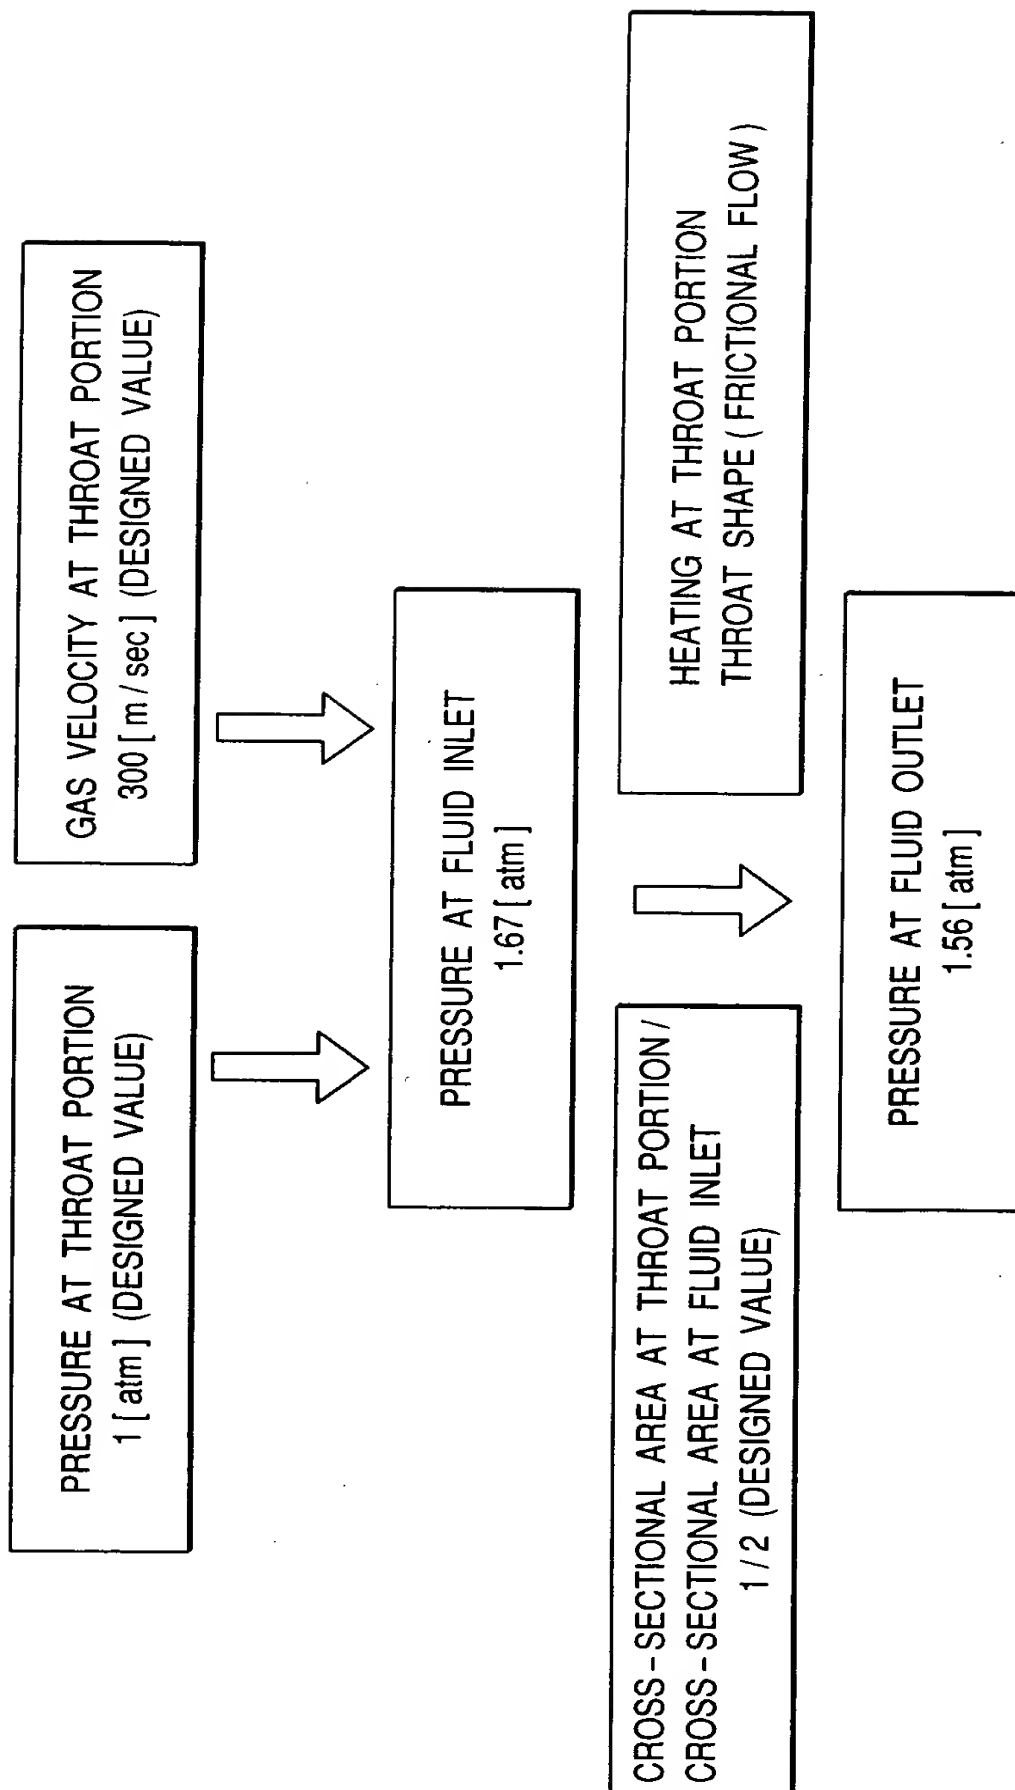 PRESSURE AT THROAT PORTION
1 [ atm ] (DESIGNED VALUE)
GAS VELOCITY AT THROAT PORTION
300 [ m / sec ] (DESIGNED VALUE)
PRESSURE AT FLUID INLET
1.67 [ atm ]
CROSS-SECTIONAL AREA AT THROAT PORTION /
CROSS-SECTIONAL AREA AT FLUID INLET
1 / 2 (DESIGNED VALUE)
HEATING AT THROAT PORTION
THROAT SHAPE ( FRICTIONAL FLOW )
PRESSURE AT FLUID OUTLET
1.56 [ atm ]